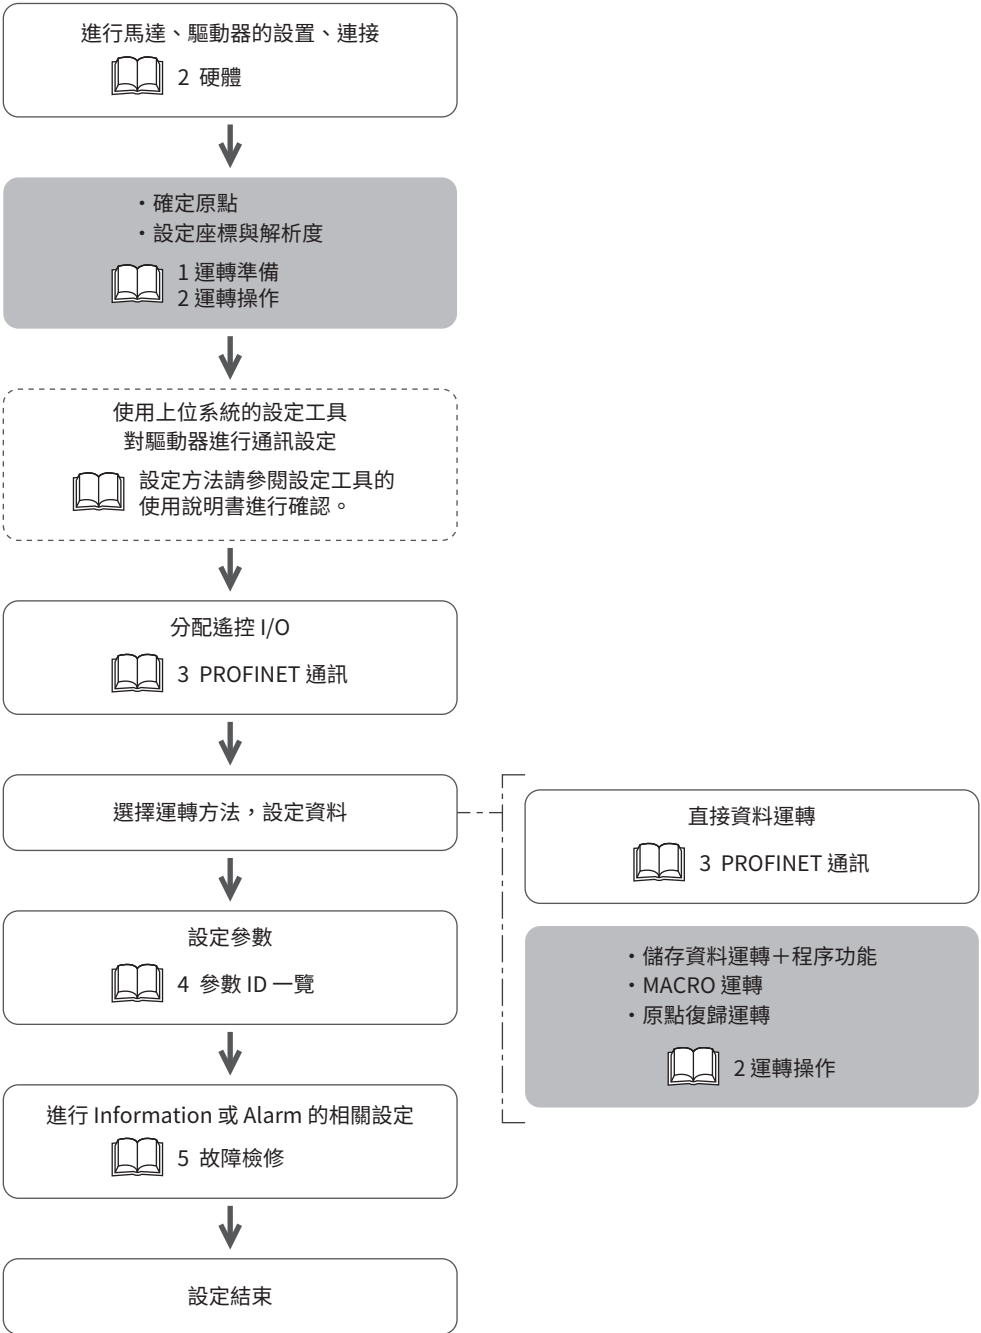 進行馬達、驅動器的設置、連接
2 硬體
・確定原點
・設定座標與解析度
1 運轉準備
2 運轉操作
使用上位系統的設定工具
對驅動器進行通訊設定
設定方法請參閱設定工具的
使用說明書進行確認。
分配遙控 I/O
3 PROFINET 通訊
選擇運轉方法，設定資料
直接資料運轉
3 PROFINET 通訊
・儲存資料運轉＋程序功能
・MACRO 運轉
・原點復歸運轉
2 運轉操作
設定參數
4 參數 ID 一覽
進行 Information 或 Alarm 的相關設定
5 故障檢修
設定結束